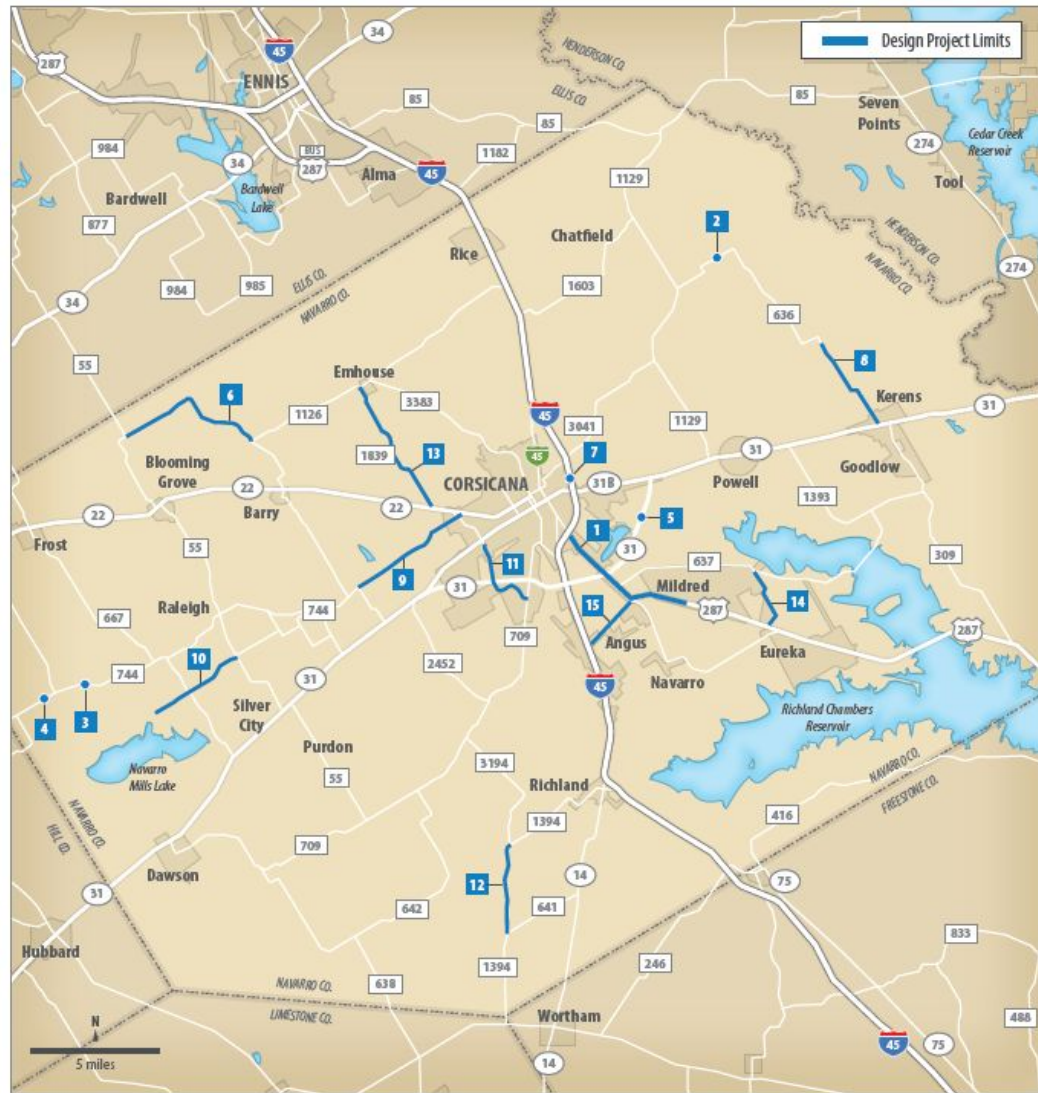 Design Project Limits
34
45
287
ENNIS
HENDERSON CO.
ELLIS CO.
85
85
85
Seven
Points
Cedar Creek
Reservoir
984
34
BUS
287
1182
274
Alma
45
Tool
Bardwell
Bardwell
Lake
1129
877
2
Chatfield
Rice
HENDERSON CO.
NAVARRO CO.
274
ELLIS CO.
NAVARRO CO.
984
985
1603
34
636
55
8
Emhouse
6
3383
Kerens
1126
45
31
3041
1129
1839
13
45
7
31
Blooming
Grove
CORSICANA
31B
Powell
Goodlow
22
22
22
Barry
1393
Frost
1
5
31
55
11
637
309
9
31
Mildred
Raleigh
744
15
287
14
667
709
Angus
Eureka
287
10
2452
744
31
45
Navarro
4
3
Silver
City
Richland Chambers
Reservoir
Purdon
Navarro
Mills Lake
55
3194
Richland
NAVARRO CO.
FREESTONE CO.
NAVARRO CO.
HILL CO.
1394
416
709
Dawson
14
75
12
31
642
641
833
Hubbard
1394
246
NAVARRO CO.
LIMESTONE CO.
638
Wortham
488
N
5 miles
45
75
14